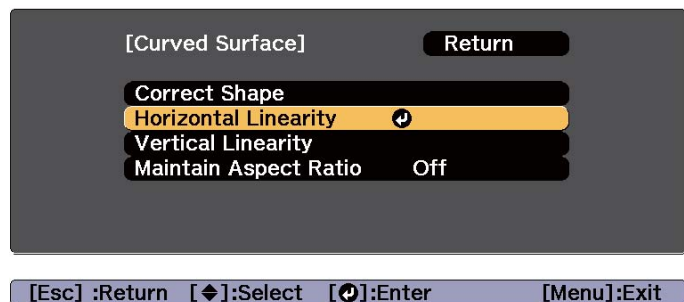 [Curved Surface] Return
Correct Shape
Horizontal Linearity
Vertical Linearity
Maintain Aspect Ratio Off
[Esc] :Return [◆]:Select [↵]:Enter [Menu]:Exit